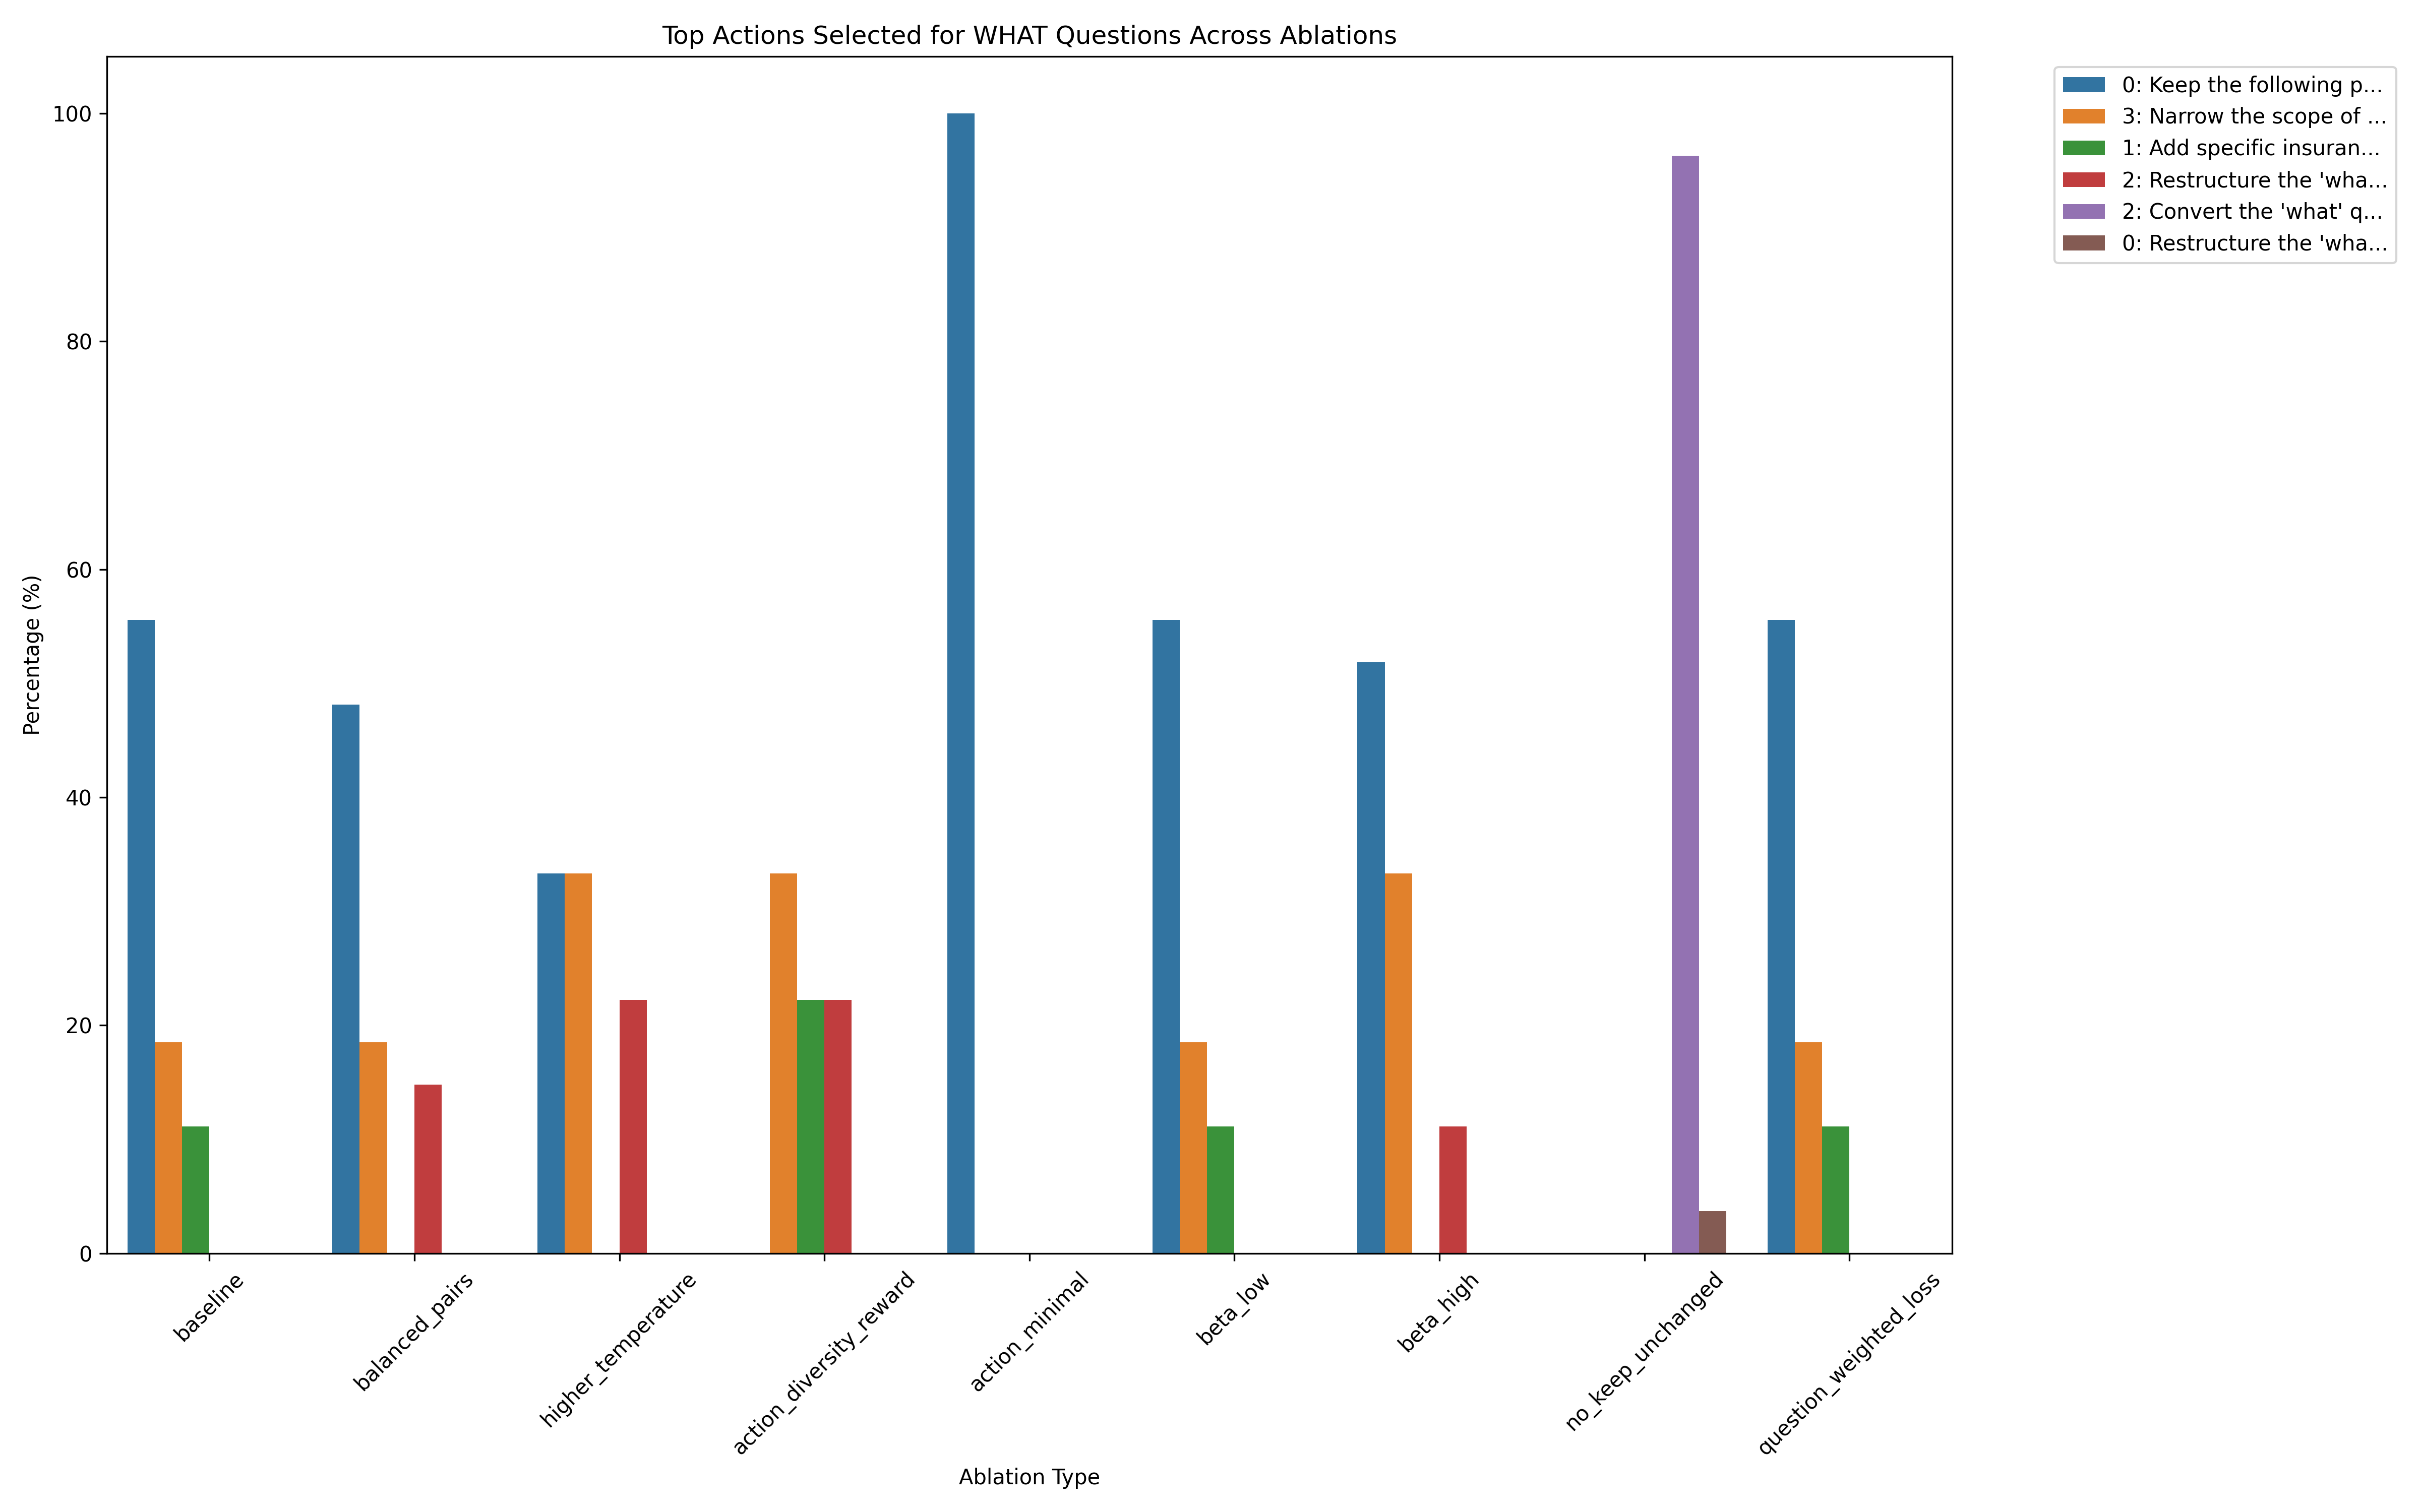 Top Actions Selected for WHAT Questions Across Ablations
0: Keep the following p...
3: Narrow the scope of ...
1: Add specific insuran...
2: Restructure the 'wha...
2: Convert the 'what' q...
0: Restructure the 'wha...
Percentage (%)
100
80
60
40
20
0
baseline
balanced_pairs
higher_temperature
action_diversity_reward
action_minimal
beta_low
beta_high
no_keep_unchanged
question_weighted_loss
Ablation Type